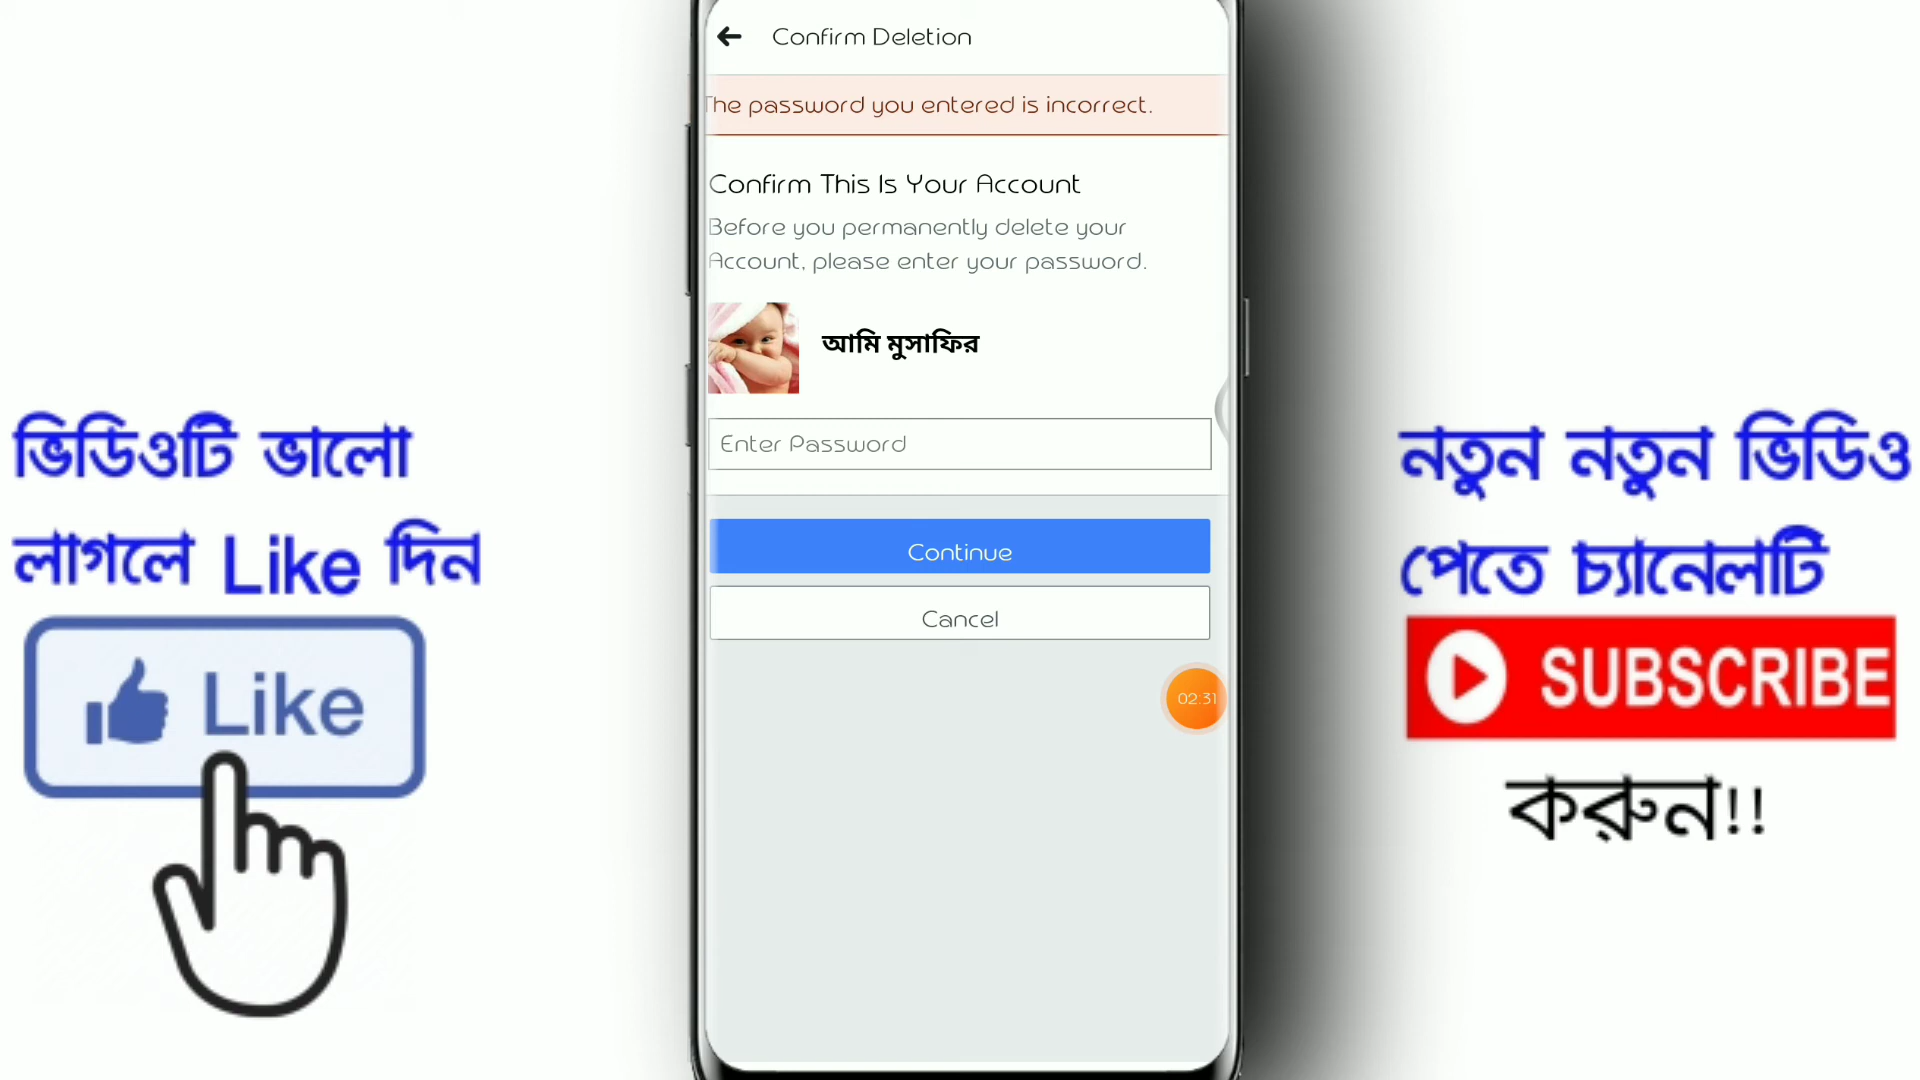 Confirm Deletion
The password you entered is incorrect.
Confirm This Is Your Account
Before you permanently delete your
Account, please enter your password.
আমি মুসাফির
Enter Password
Continue
Cancel
02:31
ভিডিওটি ভালো
লাগলে Like দিন
Like
নতুন নতুন ভিডিও
পেতে চ্যানেলটি
SUBSCRIBE
করুন!!